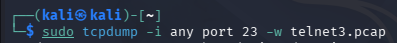 ┌──(kali㉿kali)-[~]
└─$ sudo tcpdump -i any port 23 -w telnet3.pcap